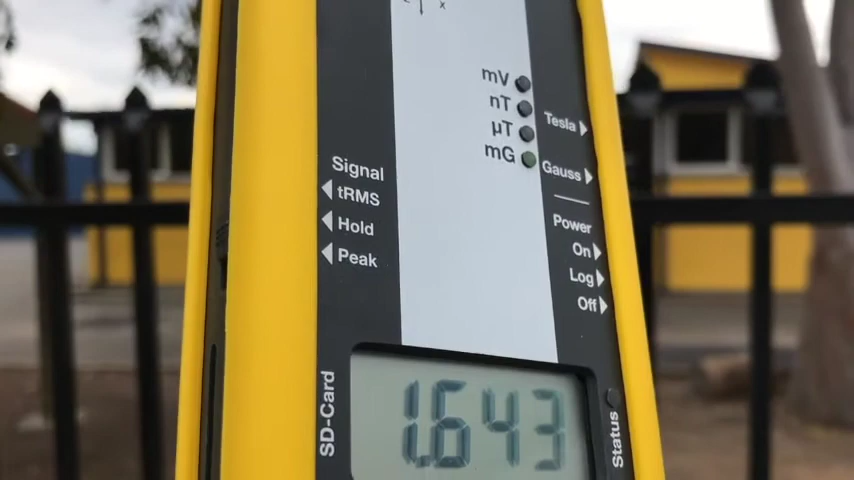 x
mV
nT
µT
mG
Tesla
Gauss
Signal
tRMS
Hold
Peak
Power
On
Log
Off
SD-Card
1.643
Status